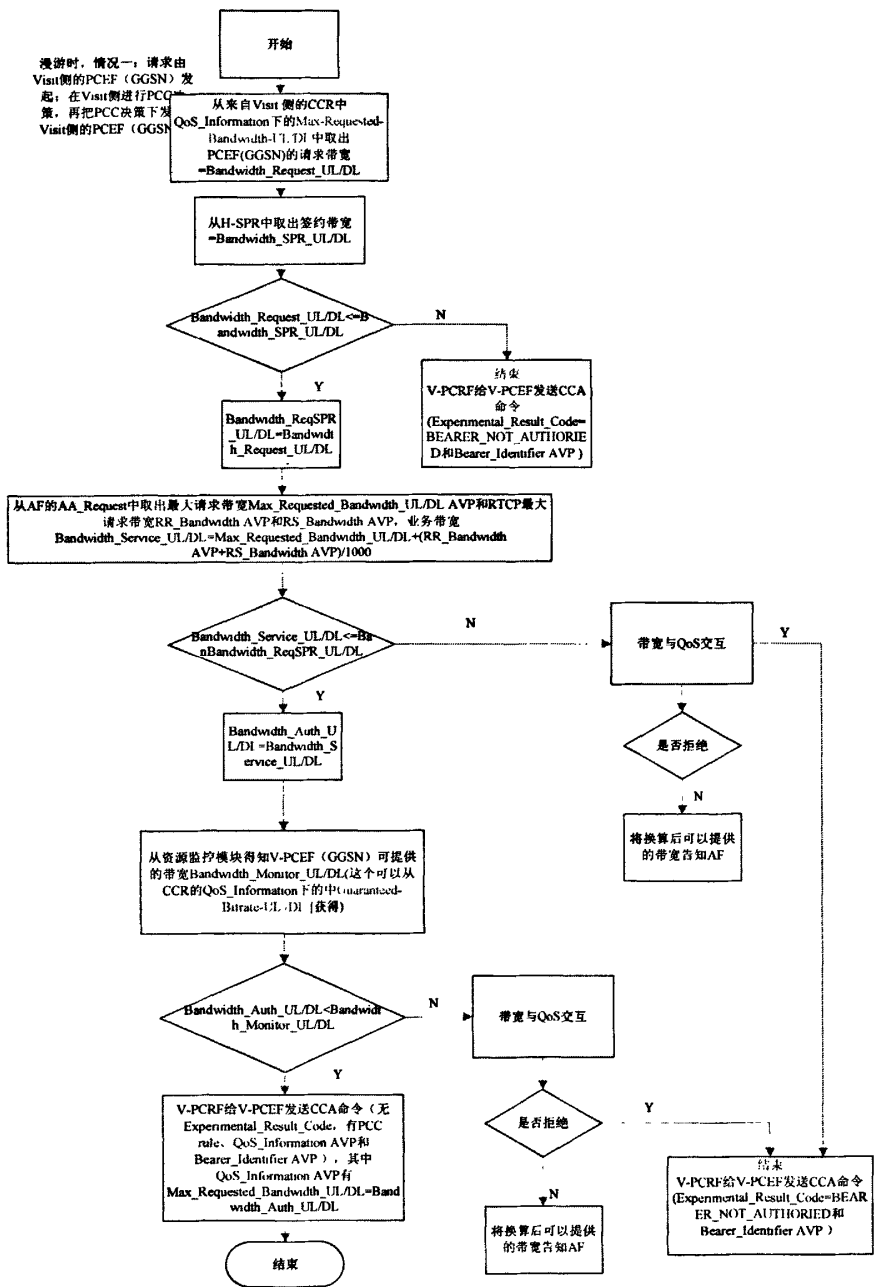 开始
漫游时，情况一：请求由
Visit侧的PCEF（GGSN）发
起；在Visit侧进行PCC
策，再把PCC决策下发
Visit侧的PCEF（GGSN
从来自Visit 侧的CCR中
QoS_Information下的Max-Requested-
Bandwidth-UL/DL中取出
PCEF(GGSN)的请求带宽
=Bandwidth_Request_UL/DL
从H-SPR中取出签约带宽
=Bandwidth_SPR_UL/DL
Bandwidth_Request_UL/DL<=B
andwidth_SPR_UL/DL
N
Y
结束
V-PCRF给V-PCEF发送CCA
命令
(Experimental_Result_Code=
BEARER_NOT_AUTHORIE
D和Bearer_Identifier AVP )
Bandwidth_ReqSPR
_UL/DL=Bandwidt
h_Request_UL/DL
从AF的AA_Request中取出最大请求带宽Max_Requested_Bandwidth_UL/DL AVP和RTCP最大
请求带宽RR_Bandwidth AVP和RS_Bandwidth AVP，业务带宽
Bandwidth_Service_UL/DL=Max_Requested_Bandwidth_UL/DL+(RR_Bandwidth
AVP+RS_Bandwidth AVP)/1000
Bandwidth_Service_UL/DL<=Ba
nBandwidth_ReqSPR_UL/DL
N
Y
带宽与QoS交互
Y
Bandwidth_Auth_U
L/DL=Bandwidth_S
ervice_UL/DL
是否拒绝
N
将换算后可以提供
的带宽告知AF
从资源监控模块得知V-PCEF（GGSN）可提供
的带宽Bandwidth_Monitor_UL/DL(这个可以从
CCR的QoS_Information下的中Guaranteed-
Bitrate-UL/DL 获得)
Bandwidth_Auth_UL/DL<Bandwidt
h_Monitor_UL/DL
N
Y
带宽与QoS交互
V-PCRF给V-PCEF发送CCA命令（无
Experimental_Result_Code，有PCC
rule、QoS_Information AVP和
Bearer_Identifier AVP ），其中
QoS_Information AVP有
Max_Requested_Bandwidth_UL/DL=Band
width_Auth_UL/DL
是否拒绝
Y
N
将换算后可以提供
的带宽告知AF
结束
V-PCRF给V-PCEF发送CCA命令
(Experimental_Result_Code=BEAR
ER_NOT_AUTHORIED和
Bearer_Identifier AVP )
结束